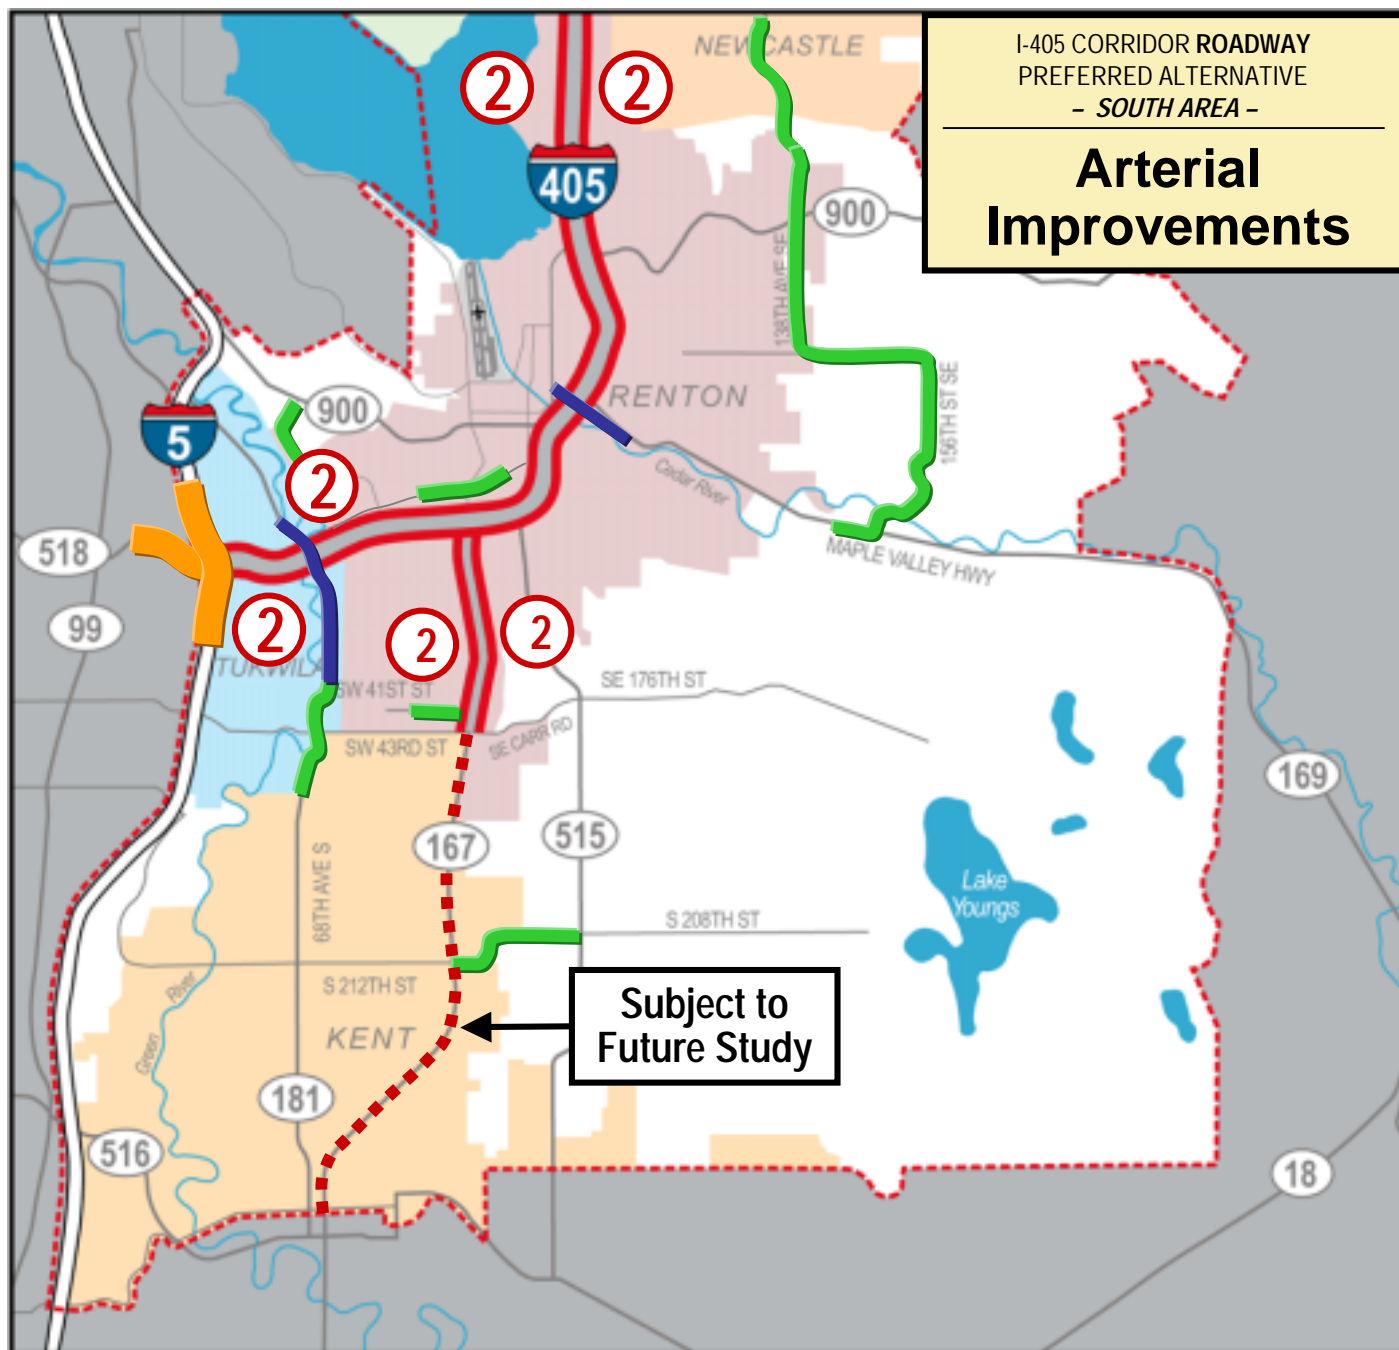 I-405 CORRIDOR ROADWAY
PREFERRED ALTERNATIVE
– SOUTH AREA –
Arterial
Improvements
NEWCASTLE
2
2
405
900
138TH AVE SE
RENTON
156TH ST SE
900
5
2
Cedar River
518
MAPLE VALLEY HWY
99
2
2
2
TUKWILA
SW 41ST ST
SE 176TH ST
SW 43RD ST
SE CARR RD
169
167
515
68TH AVE S
Lake
Youngs
S 208TH ST
S 212TH ST
Green River
KENT
Subject to
Future Study
181
516
18